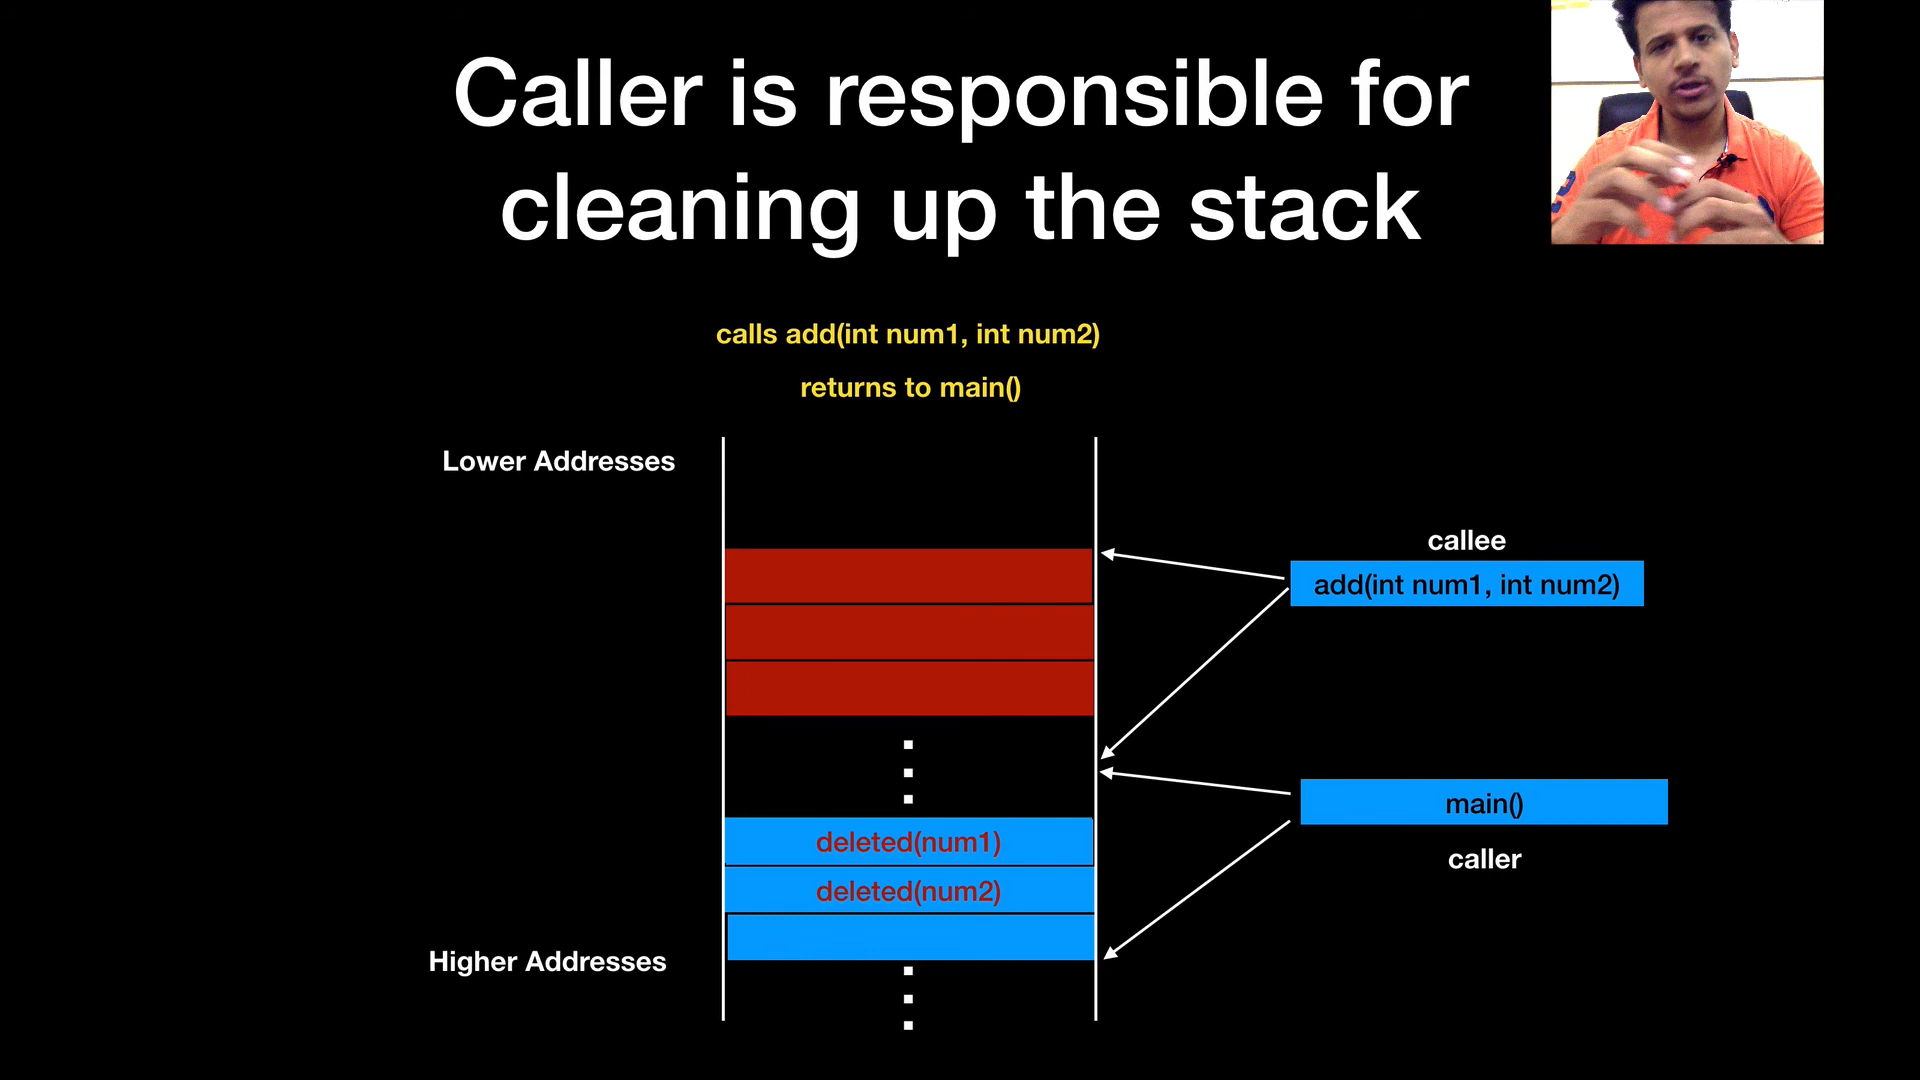 Caller is responsible for
cleaning up the stack
calls add(int num1, int num2)
returns to main()
Lower Addresses
callee
add(int num1, int num2)
main()
caller
deleted(num1)
deleted(num2)
Higher Addresses